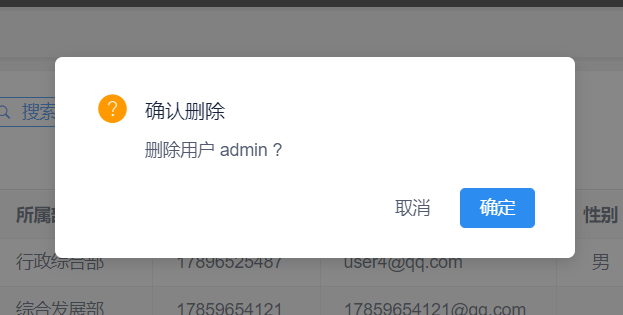 确认删除
删除用户 admin ?
取消
确定
搜索
所属
性别
行政综合部
17896525487
user4@qq.com
男
综合发展部
17859654121
17859654121@qq.com